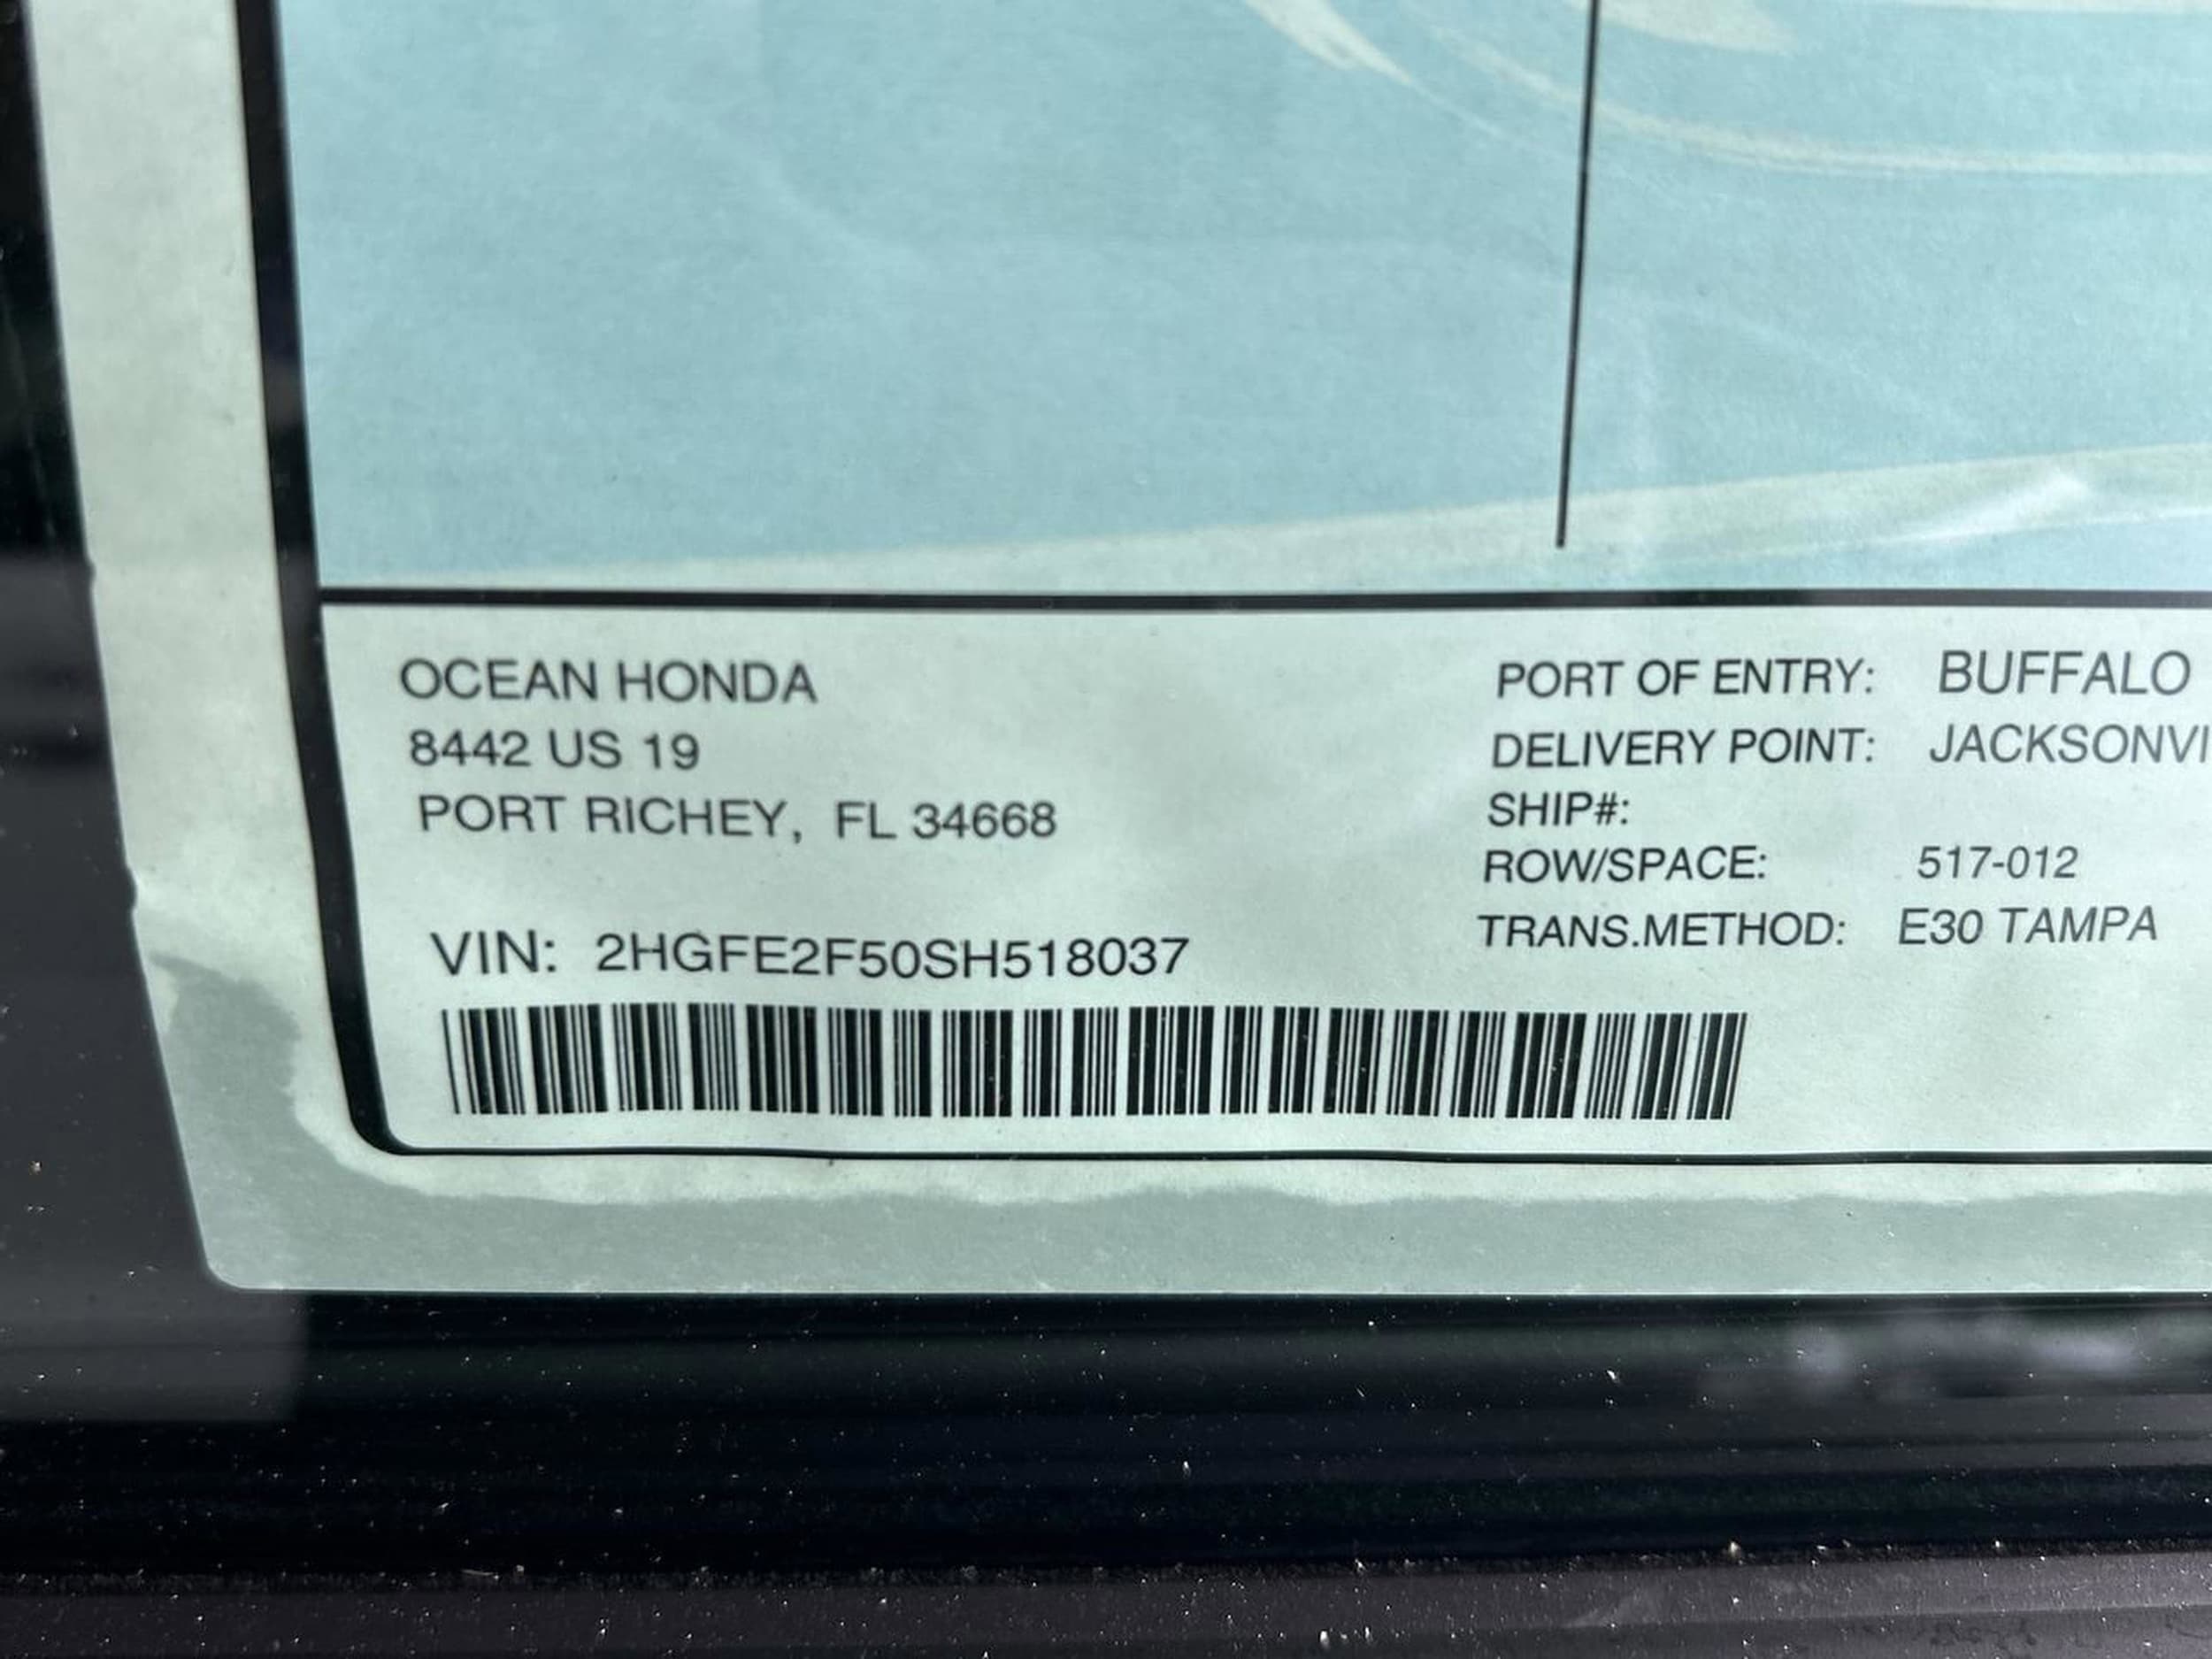 OCEAN HONDA
8442 US 19
PORT RICHEY, FL 34668
VIN: 2HGFE2F50SH518037
PORT OF ENTRY: BUFFALO
DELIVERY POINT: JACKSONVI
SHIP#:
ROW/SPACE: 517-012
TRANS.METHOD: E30 TAMPA